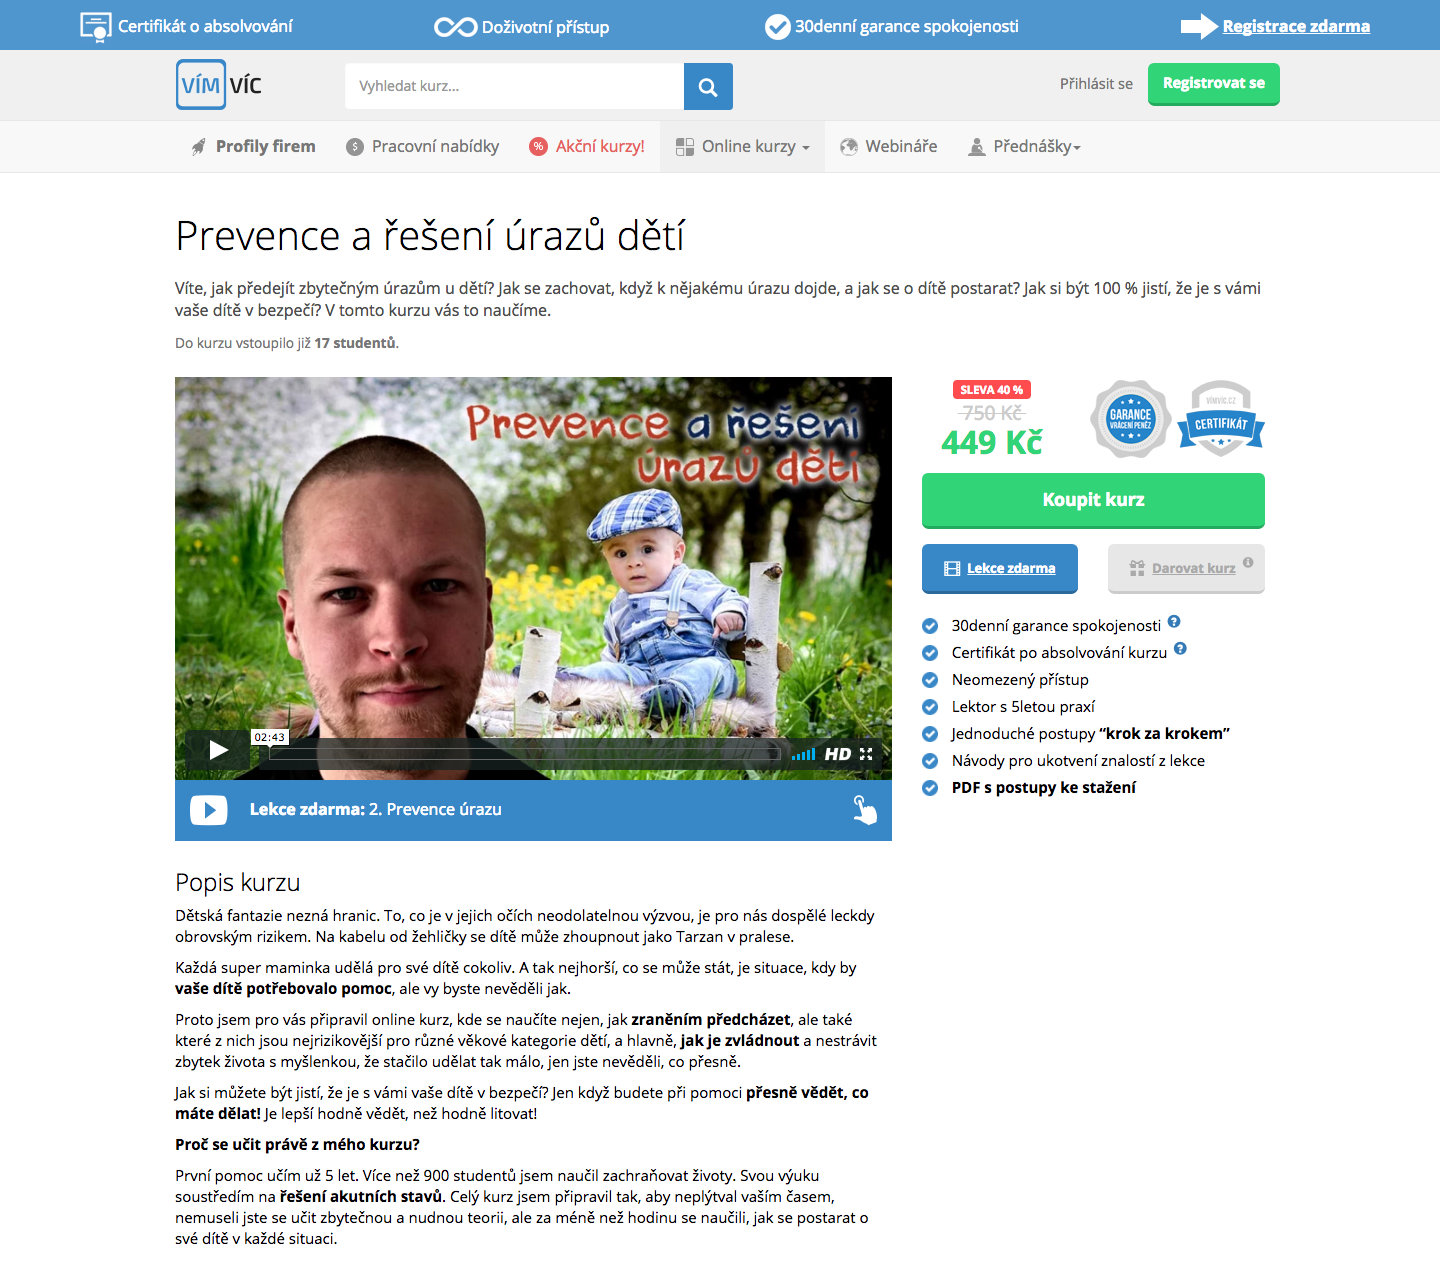 Certifikát o absolvování
Doživotní přístup
30denní garance spokojenosti
Registrace zdarma
VÍM VÍC
Vyhledat kurz...
Přihlásit se
Registrovat se
Profily firem
$ Pracovní nabídky
% Akční kurzy!
Online kurzy
Webináře
Přednášky
Prevence a řešení úrazů dětí
Víte, jak předejít zbytečným úrazům u dětí? Jak se zachovat, když k nějakému úrazu dojde, a jak se o dítě postarat? Jak si být 100 % jistí, že je s vámi
vaše dítě v bezpečí? V tomto kurzu vás to naučíme.
Do kurzu vstoupilo již 17 studentů.
Prevence a řešení
úrazů dětí
02:43
HD
Lekce zdarma: 2. Prevence úrazu
SLEVA 40 %
750 Kč
449 Kč
GARANCE
VRÁCENÍ PENĚZ
VÍMVÍC.CZ
CERTIFIKÁT
Koupit kurz
Lekce zdarma
Darovat kurz
30denní garance spokojenosti ?
Certifikát po absolvování kurzu ?
Neomezený přístup
Lektor s 5letou praxí
Jednoduché postupy “krok za krokem”
Návody pro ukotvení znalostí z lekce
PDF s postupy ke stažení
Popis kurzu
Dětská fantazie nezná hranic. To, co je v jejich očích neodolatelnou výzvou, je pro nás dospělé leckdy
obrovským rizikem. Na kabelu od žehličky se dítě může zhoupnout jako Tarzan v pralese.
Každá super maminka udělá pro své dítě cokoliv. A tak nejhorší, co se může stát, je situace, kdy by
vaše dítě potřebovalo pomoc, ale vy byste nevěděli jak.
Proto jsem pro vás připravil online kurz, kde se naučíte nejen, jak zraněním předcházet, ale také
které z nich jsou nejrizikovější pro různé věkové kategorie dětí, a hlavně, jak je zvládnout a nestrávit
zbytek života s myšlenkou, že stačilo udělat tak málo, jen jste nevěděli, co přesně.
Jak si můžete být jistí, že je s vámi vaše dítě v bezpečí? Jen když budete při pomoci přesně vědět, co
máte dělat! Je lepší hodně vědět, než hodně litovat!
Proč se učit právě z mého kurzu?
První pomoc učím už 5 let. Více než 900 studentů jsem naučil zachraňovat životy. Svou výuku
soustředím na řešení akutních stavů. Celý kurz jsem připravil tak, aby neplýtval vaším časem,
nemuseli jste se učit zbytečnou a nudnou teorii, ale za méně než hodinu se naučili, jak se postarat o
své dítě v každé situaci.